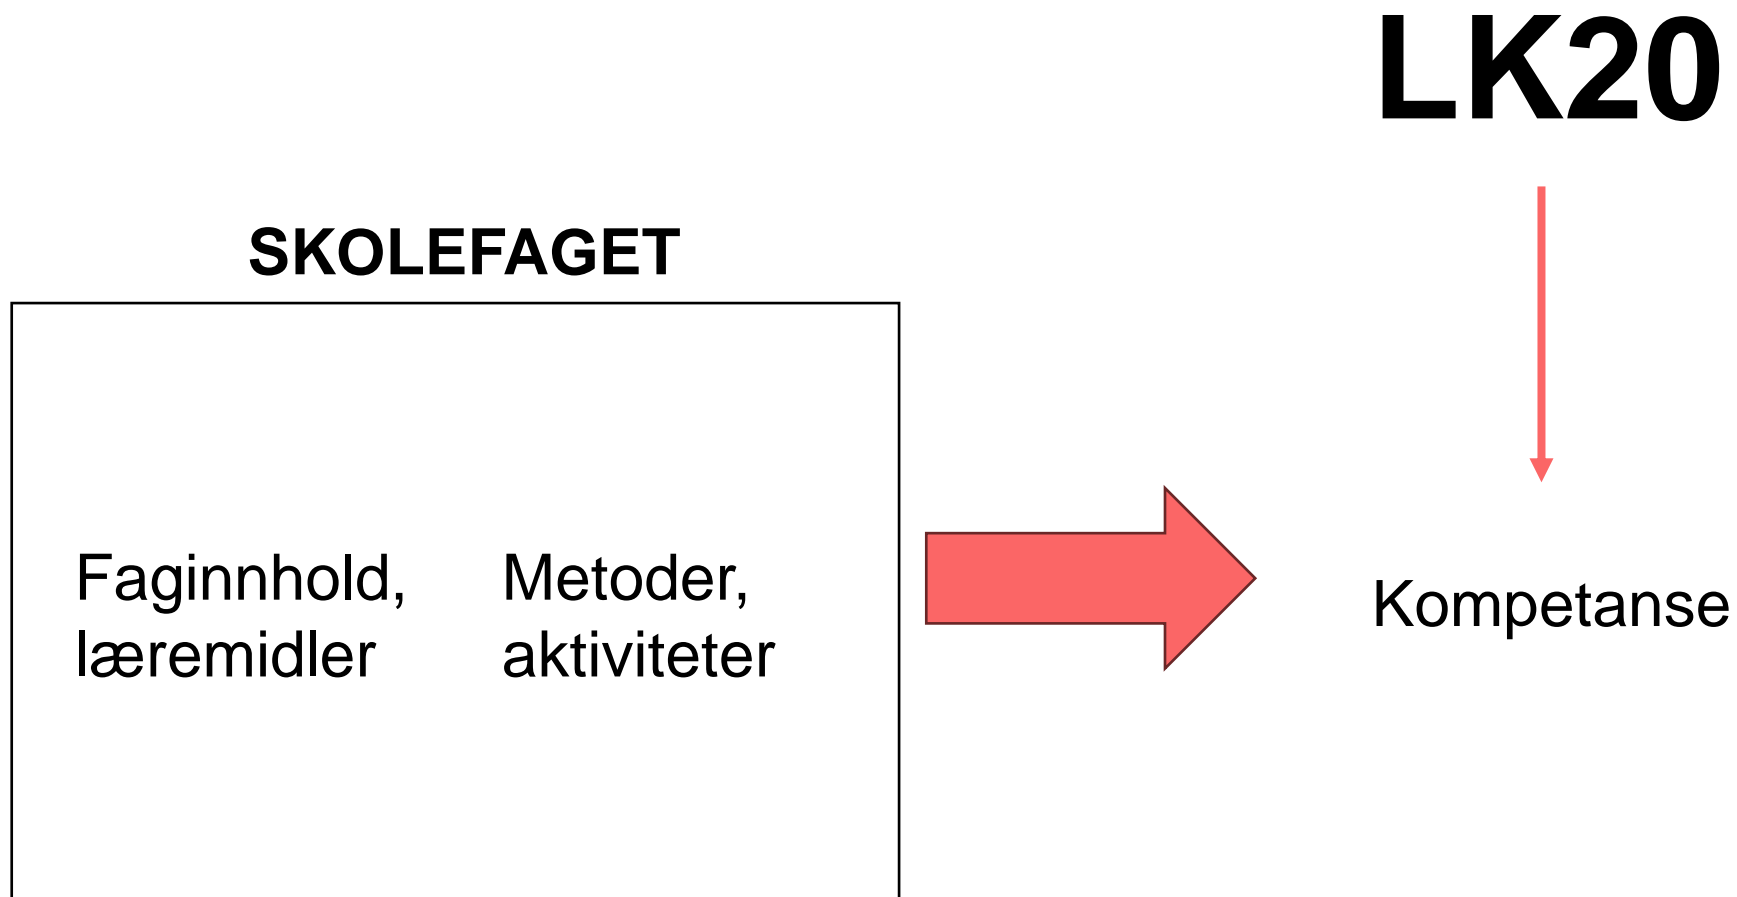 LK20
SKOLEFAGET
Faginnhold,
læremidler
Metoder,
aktiviteter
Kompetanse